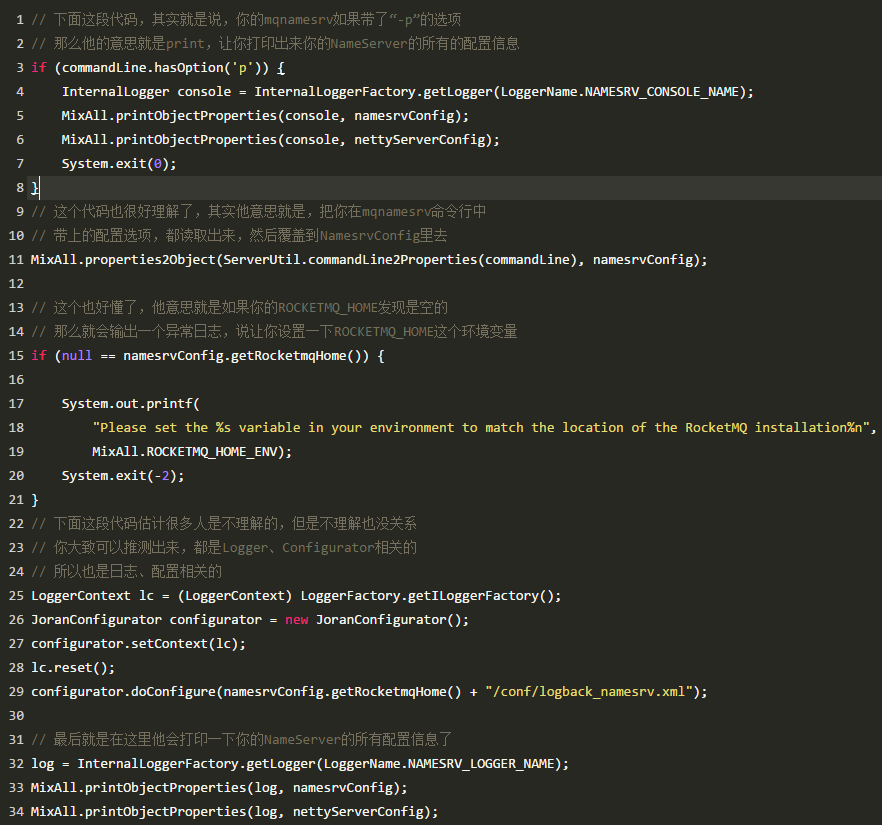 1 // 下面这段代码，其实就是说，你的mqnamesrv如果带了“-p”的选项
2 // 那么他的意思就是print，让你打印出来你的NameServer的所有的配置信息
3 if (commandLine.hasOption('p')) {
4 InternalLogger console = InternalLoggerFactory.getLogger(LoggerName.NAMESRV_CONSOLE_NAME);
5 MixAll.printObjectProperties(console, namesrvConfig);
6 MixAll.printObjectProperties(console, nettyServerConfig);
7 System.exit(0);
8 }
9 // 这个代码也很好理解了，其实他意思就是，把你在mqnamesrv命令行中
10 // 带上的配置选项，都读取出来，然后覆盖到NamesrvConfig里去
11 MixAll.properties2Object(ServerUtil.commandLine2Properties(commandLine), namesrvConfig);
12
13 // 这个也好懂了，他意思就是如果你的ROCKETMQ_HOME发现是空的
14 // 那么就会输出一个异常日志，说让你设置一下ROCKETMQ_HOME这个环境变量
15 if (null == namesrvConfig.getRocketmqHome()) {
16
17 System.out.printf(
18 "Please set the %s variable in your environment to match the location of the RocketMQ installation%n",
19 MixAll.ROCKETMQ_HOME_ENV);
20 System.exit(-2);
21 }
22 // 下面这段代码估计很多人是不理解的，但是不理解也没关系
23 // 你大致可以推测出来，都是Logger、Configurator相关的
24 // 所以也是日志、配置相关的
25 LoggerContext lc = (LoggerContext) LoggerFactory.getILoggerFactory();
26 JoranConfigurator configurator = new JoranConfigurator();
27 configurator.setContext(lc);
28 lc.reset();
29 configurator.doConfigure(namesrvConfig.getRocketmqHome() + "/conf/logback_namesrv.xml");
30
31 // 最后就是在这里他会打印一下你的NameServer的所有配置信息了
32 log = InternalLoggerFactory.getLogger(LoggerName.NAMESRV_LOGGER_NAME);
33 MixAll.printObjectProperties(log, namesrvConfig);
34 MixAll.printObjectProperties(log, nettyServerConfig);